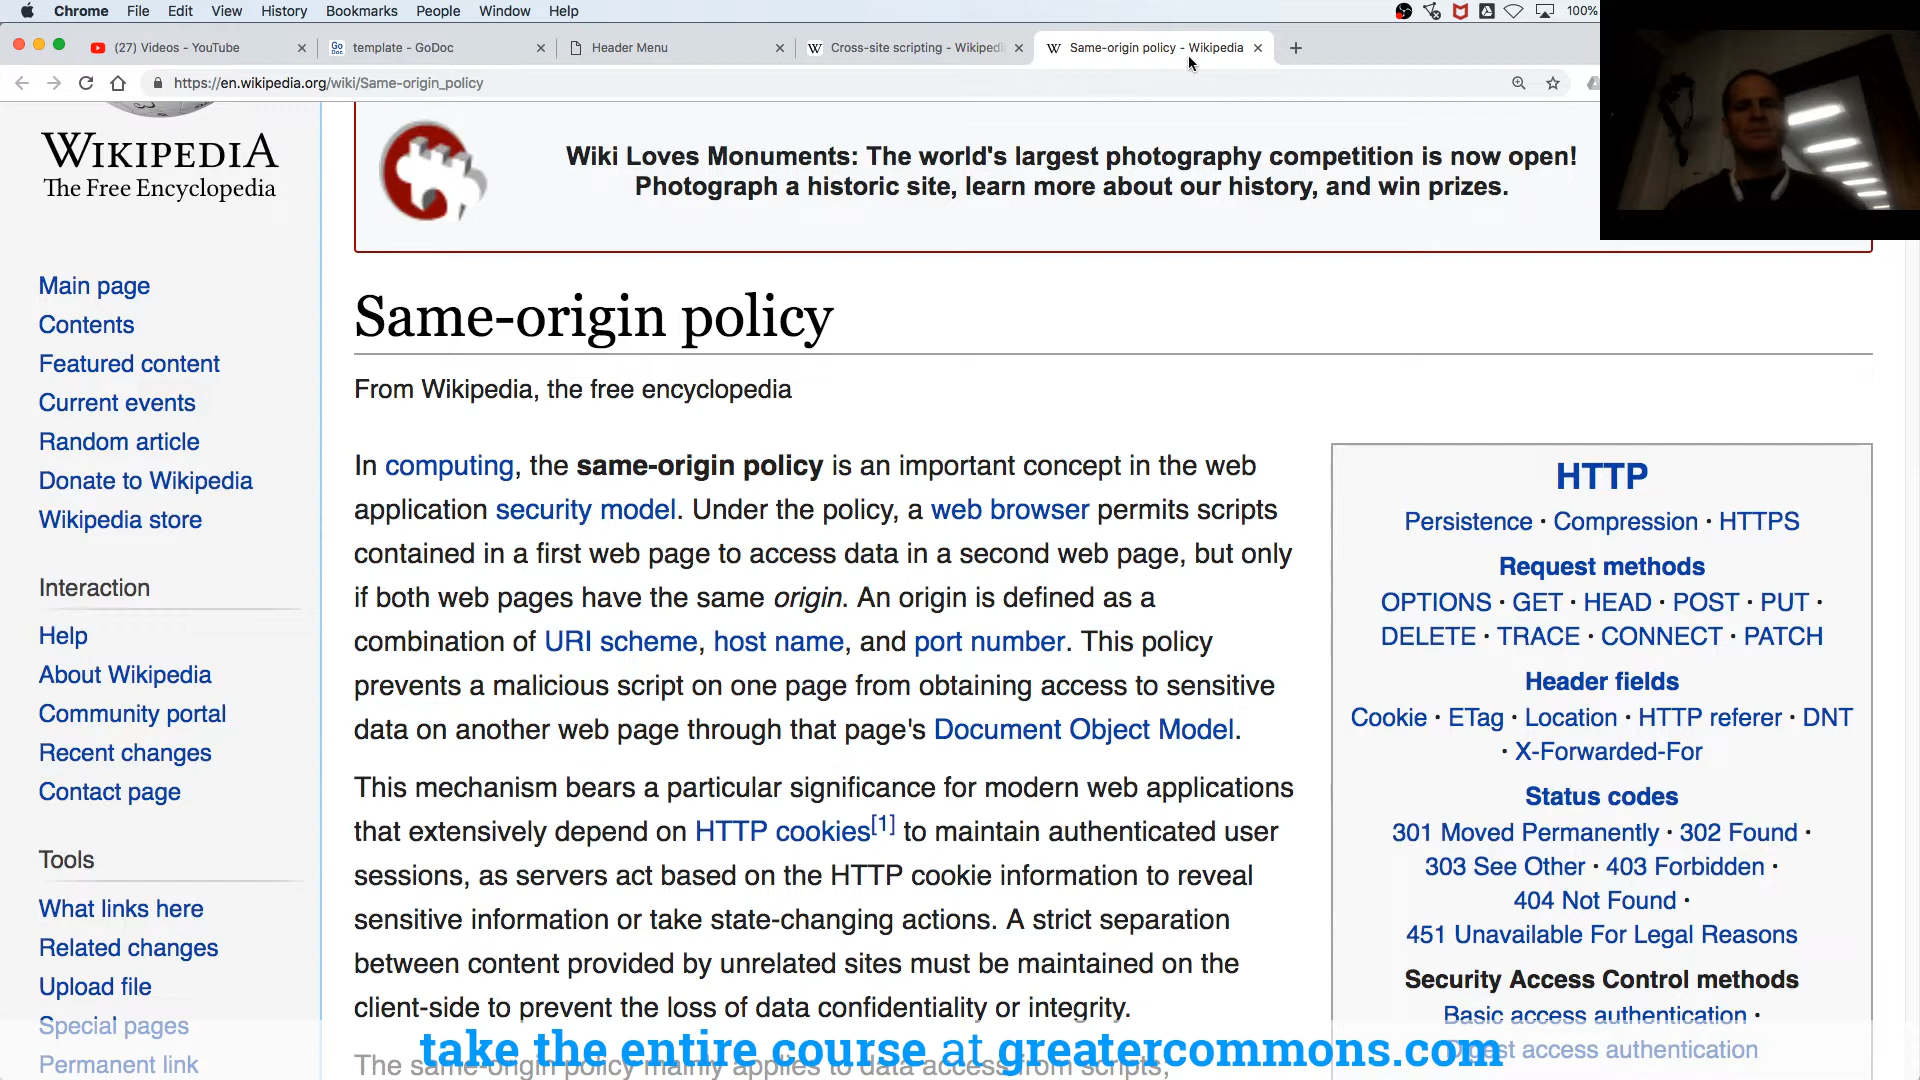 Chrome File Edit View History Bookmarks People Window Help 100%
(27) Videos - YouTube
template - GoDoc
Header Menu
Cross-site scripting - Wikipedi
Same-origin policy - Wikipedia
https://en.wikipedia.org/wiki/Same-origin_policy
WIKIPEDIA
The Free Encyclopedia
Main page
Contents
Featured content
Current events
Random article
Donate to Wikipedia
Wikipedia store
Interaction
Help
About Wikipedia
Community portal
Recent changes
Contact page
Tools
What links here
Related changes
Upload file
Special pages
Permanent link
Wiki Loves Monuments: The world's largest photography competition is now open!
Photograph a historic site, learn more about our history, and win prizes.
Same-origin policy
From Wikipedia, the free encyclopedia
In computing, the same-origin policy is an important concept in the web
application security model. Under the policy, a web browser permits scripts
contained in a first web page to access data in a second web page, but only
if both web pages have the same origin. An origin is defined as a
combination of URI scheme, host name, and port number. This policy
prevents a malicious script on one page from obtaining access to sensitive
data on another web page through that page's Document Object Model.
This mechanism bears a particular significance for modern web applications
that extensively depend on HTTP cookies[1] to maintain authenticated user
sessions, as servers act based on the HTTP cookie information to reveal
sensitive information or take state-changing actions. A strict separation
between content provided by unrelated sites must be maintained on the
client-side to prevent the loss of data confidentiality or integrity.
The same-origin policy mainly applies to data access from scripts,
HTTP
Persistence · Compression · HTTPS
Request methods
OPTIONS · GET · HEAD · POST · PUT ·
DELETE · TRACE · CONNECT · PATCH
Header fields
Cookie · ETag · Location · HTTP referer · DNT
· X-Forwarded-For
Status codes
301 Moved Permanently · 302 Found ·
303 See Other · 403 Forbidden ·
404 Not Found ·
451 Unavailable For Legal Reasons
Security Access Control methods
Basic access authentication ·
Digest access authentication
take the entire course at greatercommons.com